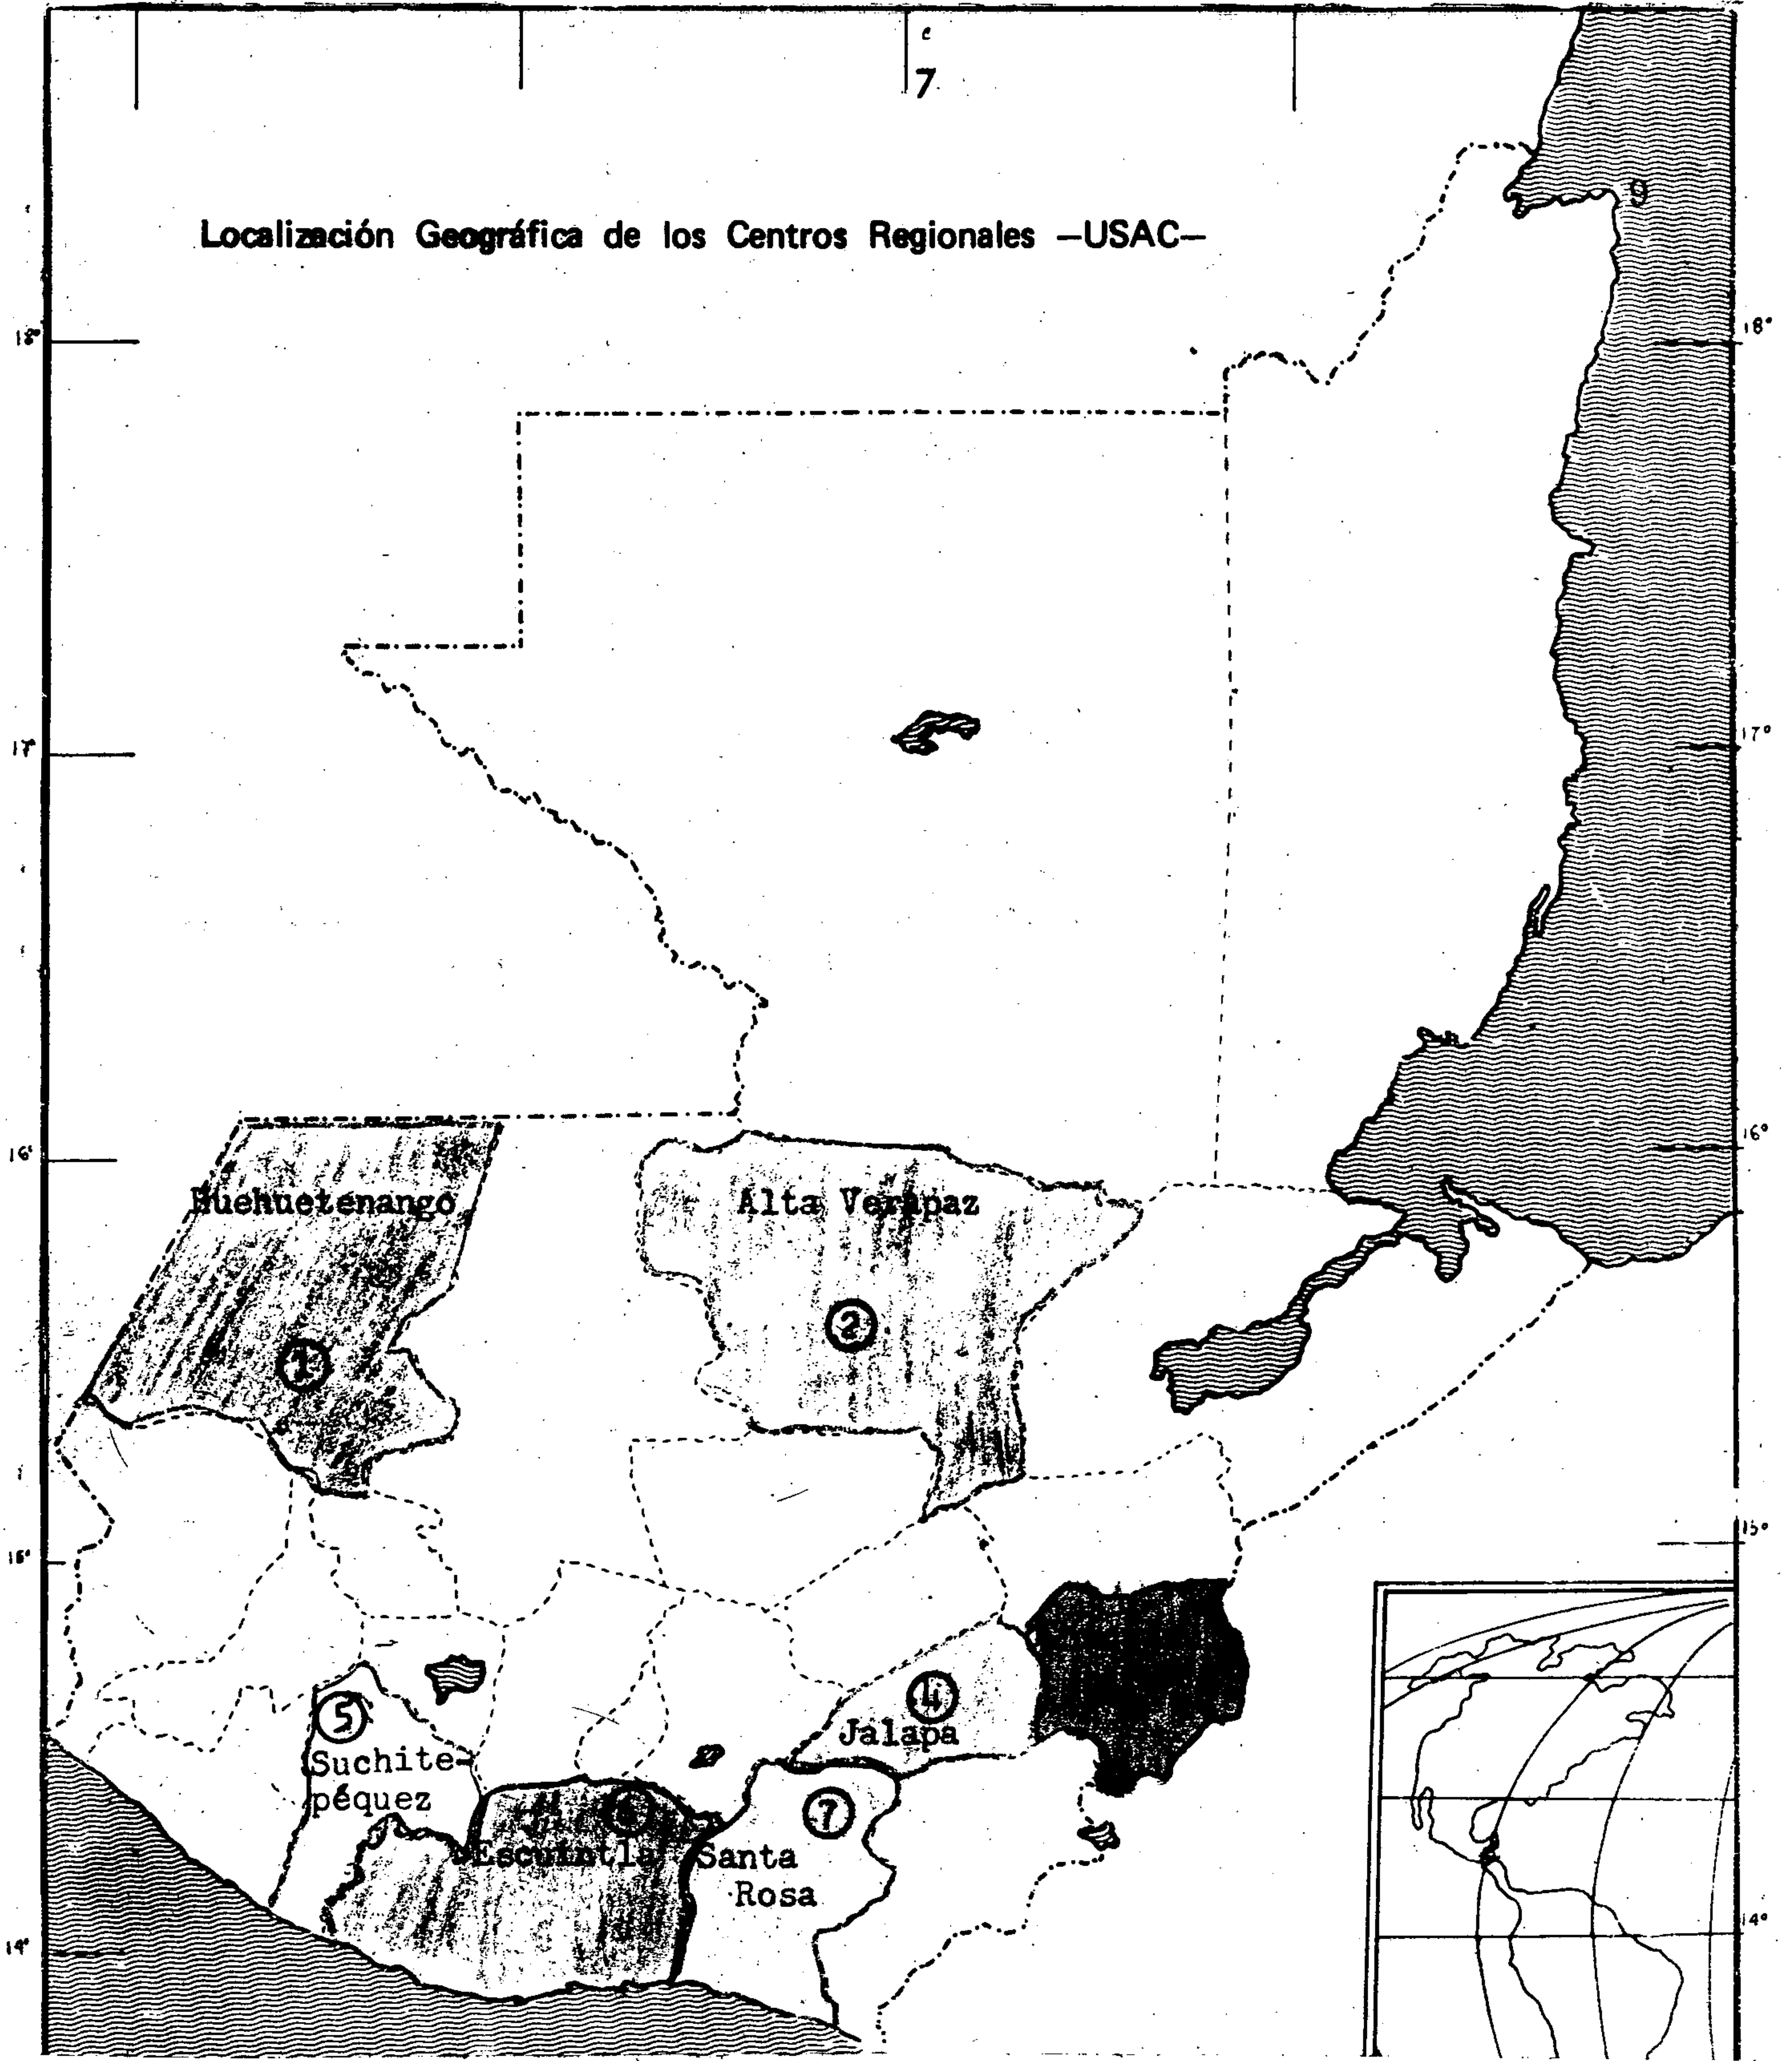 7
9
Localización Geográfica de los Centros Regionales —USAC—
18° 18°
17° 17°
16° 16°
Huehuetenango Alta Verapaz
2
1
15° 15°
4
5
Jalapa
Suchite-
péquez
7
Escuintla Santa
Rosa
14° 14°